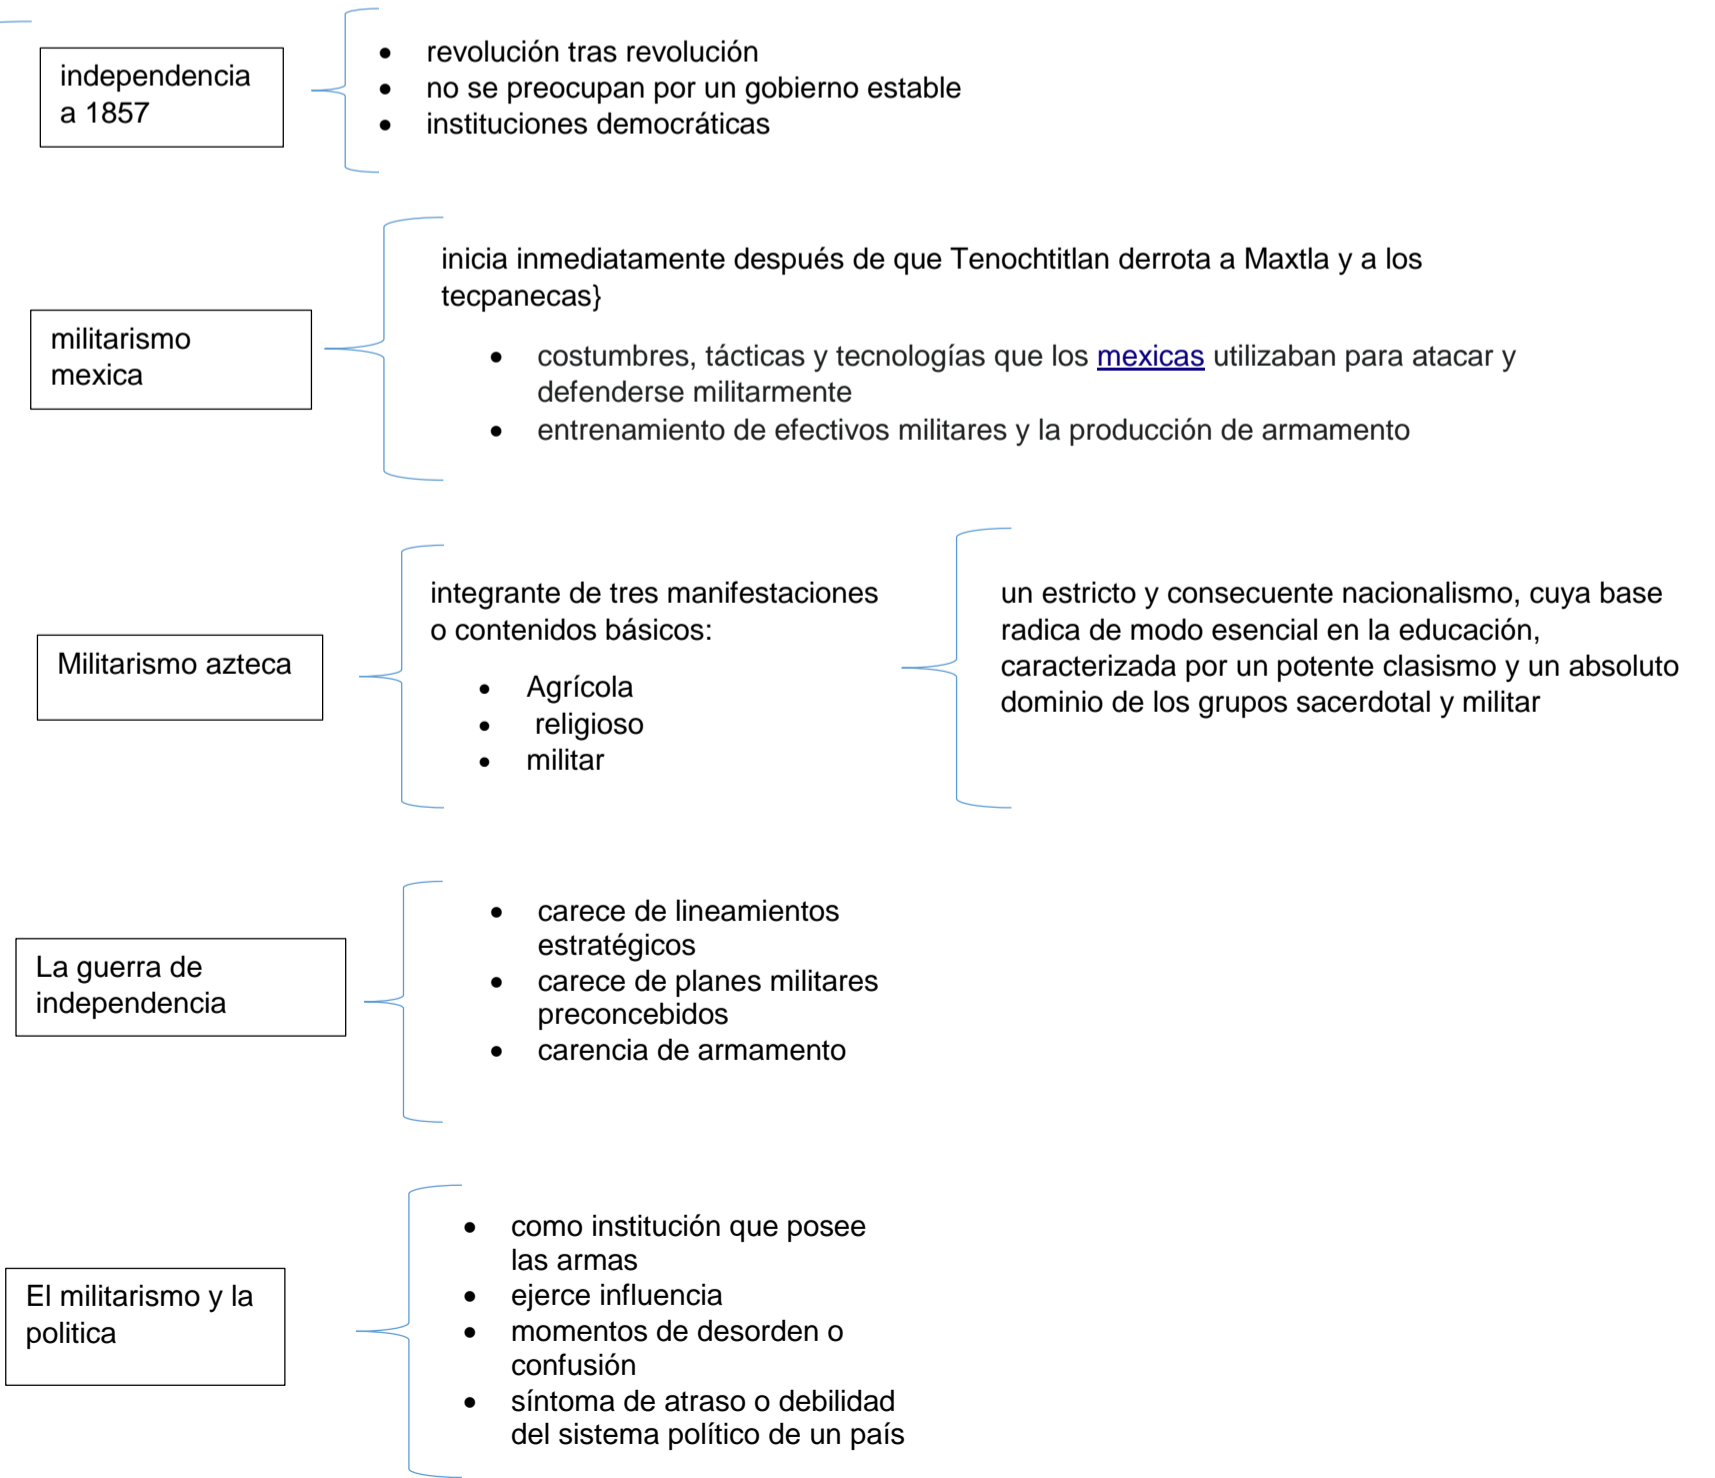 independencia
a 1857
• revolución tras revolución
• no se preocupan por un gobierno estable
• instituciones democráticas
militarismo
mexica
inicia inmediatamente después de que Tenochtitlan derrota a Maxtla y a los
tecpanecas}
• costumbres, tácticas y tecnologías que los mexicas utilizaban para atacar y
defenderse militarmente
• entrenamiento de efectivos militares y la producción de armamento
Militarismo azteca
integrante de tres manifestaciones
o contenidos básicos:
• Agrícola
• religioso
• militar
un estricto y consecuente nacionalismo, cuya base
radica de modo esencial en la educación,
caracterizada por un potente clasismo y un absoluto
dominio de los grupos sacerdotal y militar
La guerra de
independencia
• carece de lineamientos
estratégicos
• carece de planes militares
preconcebidos
• carencia de armamento
El militarismo y la
politica
• como institución que posee
las armas
• ejerce influencia
• momentos de desorden o
confusión
• síntoma de atraso o debilidad
del sistema político de un país